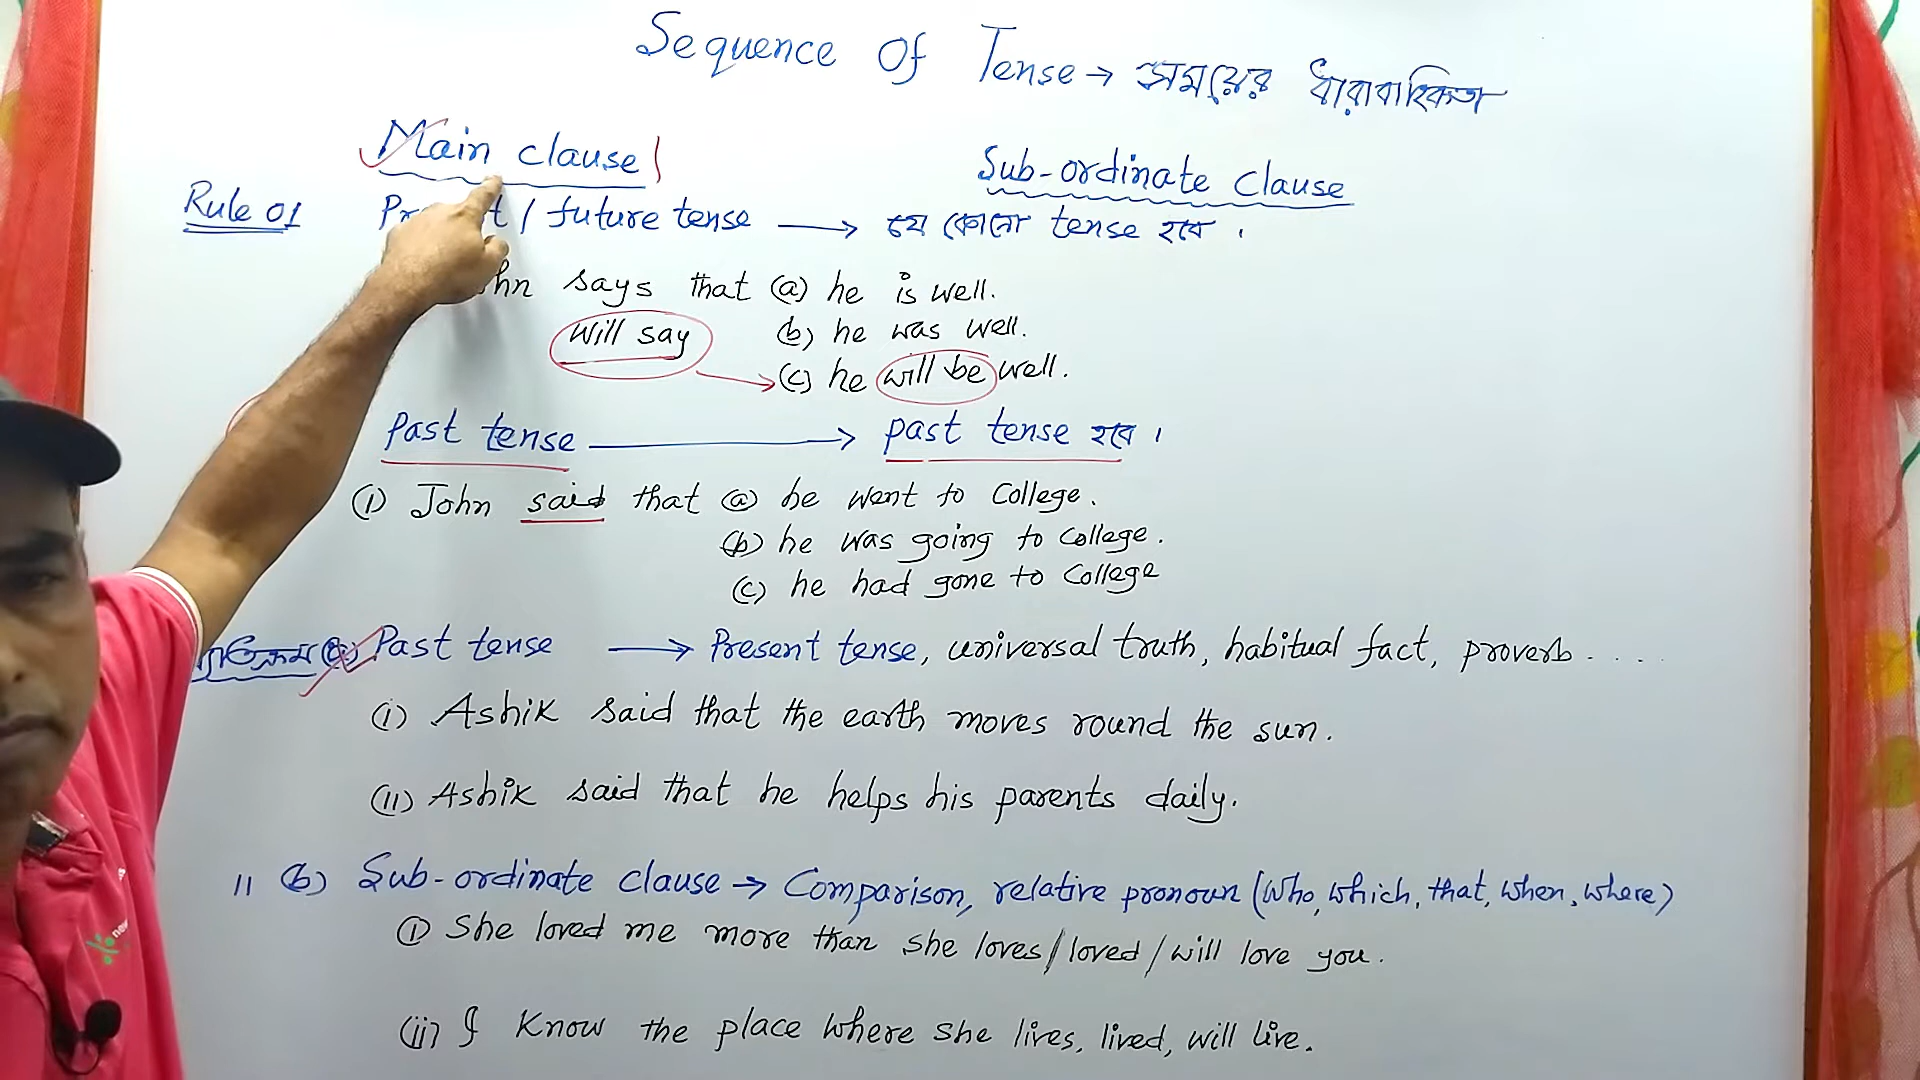 Sequence Of Tense → সময়ের ধারাবাহিকতা
Main clause Sub-ordinate Clause
Rule 01 / future tense → যে কোনো tense হবে ।
says that (a) he is well.
will say (b) he was well.
→ (c) he will be well.
Past tense → past tense হবে ।
(i) John said that (a) he went to College.
(b) he was going to College.
(c) he had gone to College
Past tense → Present tense, universal truth, habitual fact, proverb ....
(i) Ashik said that the earth moves round the sun.
(ii) Ashik said that he helps his parents daily.
11 (b) Sub-ordinate clause → Comparison, relative pronoun (Who, which, that, when, where)
(i) She loved me more than she loves/loved/will love you.
(ii) I Know the place where she lives, lived, will live.